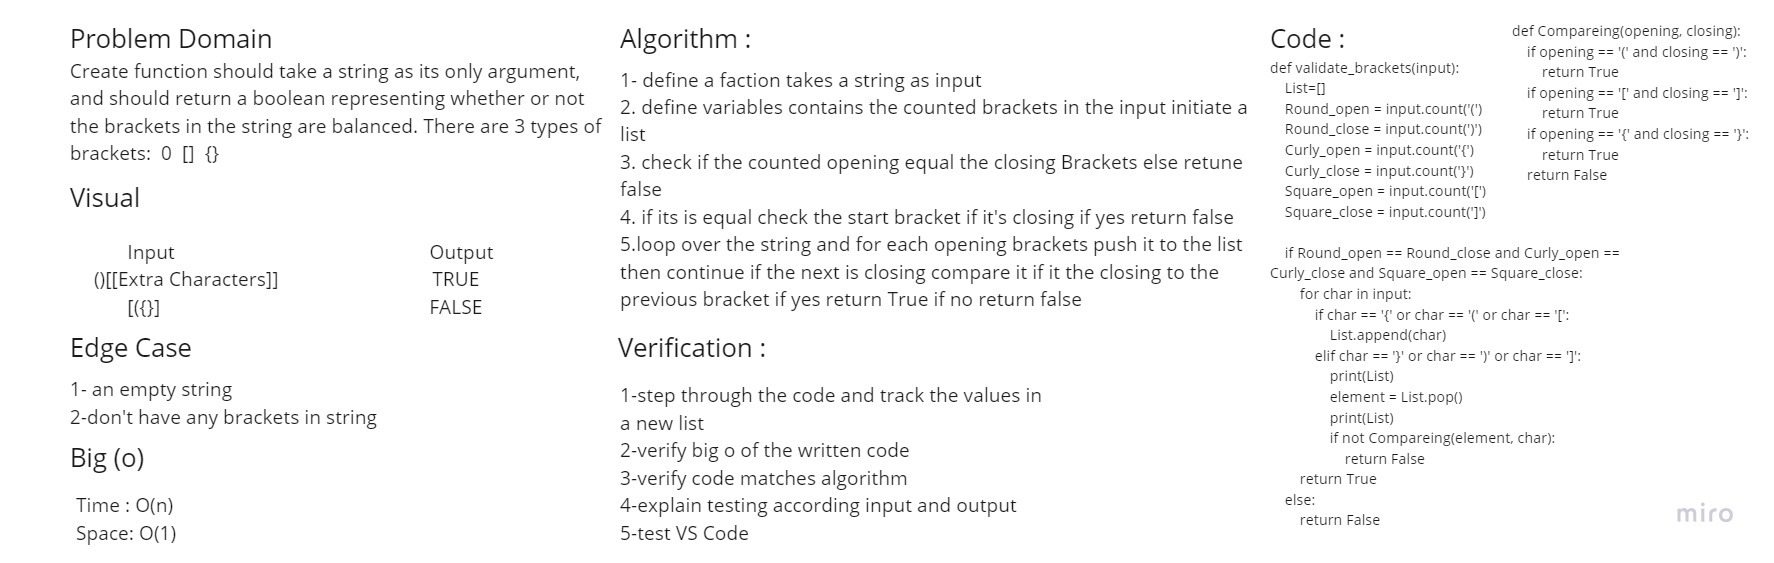 Problem Domain
Create function should take a string as its only argument,
and should return a boolean representing whether or not
the brackets in the string are balanced. There are 3 types of
brackets:  ()  []  {}
Visual
Input Output
()[[Extra Characters]] TRUE
[({}] FALSE
Edge Case
1- an empty string
2-don't have any brackets in string
Big (o)
Time : O(n)
Space: O(1)
Algorithm :
1- define a faction takes a string as input
2. define variables contains the counted brackets in the input initiate a
list
3. check if the counted opening equal the closing Brackets else retune
false
4. if its is equal check the start bracket if it's closing if yes return false
5.loop over the string and for each opening brackets push it to the list
then continue if the next is closing compare it if it the closing to the
previous bracket if yes return True if no return false
Verification :
1-step through the code and track the values in
a new list
2-verify big o of the written code
3-verify code matches algorithm
4-explain testing according input and output
5-test VS Code
Code :
def validate_brackets(input):
List=[]
Round_open = input.count('(')
Round_close = input.count(')')
Curly_open = input.count('{')
Curly_close = input.count('}')
Square_open = input.count('[')
Square_close = input.count(']')
if Round_open == Round_close and Curly_open ==
Curly_close and Square_open == Square_close:
for char in input:
if char == '{' or char == '(' or char == '[':
List.append(char)
elif char == '}' or char == ')' or char == ']':
print(List)
element = List.pop()
print(List)
if not Compareing(element, char):
return False
return True
else:
return False
def Compareing(opening, closing):
if opening == '(' and closing == ')':
return True
if opening == '[' and closing == ']':
return True
if opening == '{' and closing == '}':
return True
return False
miro